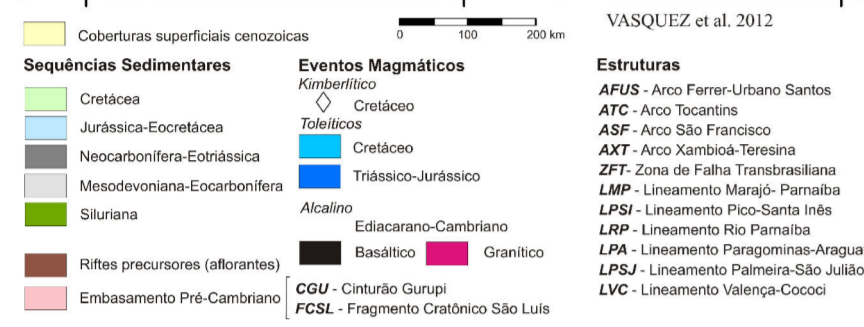 VASQUEZ et al. 2012
0 100 200 km
Coberturas superficiais cenozoicas
Sequências Sedimentares
Cretácea
Jurássica-Eocretácea
Neocarbonífera-Eotriássica
Mesodevoniana-Eocarbonífera
Siluriana
Riftes precursores (aflorantes)
Embasamento Pré-Cambriano
CGU - Cinturão Gurupi
FCSL - Fragmento Cratônico São Luís
Eventos Magmáticos
Kimberlítico
Cretáceo
Toleíticos
Cretáceo
Triássico-Jurássico
Alcalino
Ediacarano-Cambriano
Basáltico Granítico
Estruturas
AFUS - Arco Ferrer-Urbano Santos
ATC - Arco Tocantins
ASF - Arco São Francisco
AXT - Arco Xambioá-Teresina
ZFT- Zona de Falha Transbrasiliana
LMP - Lineamento Marajó- Parnaíba
LPSI - Lineamento Pico-Santa Inês
LRP - Lineamento Rio Parnaíba
LPA - Lineamento Paragominas-Aragua
LPSJ - Lineamento Palmeira-São Julião
LVC - Lineamento Valença-Cococi